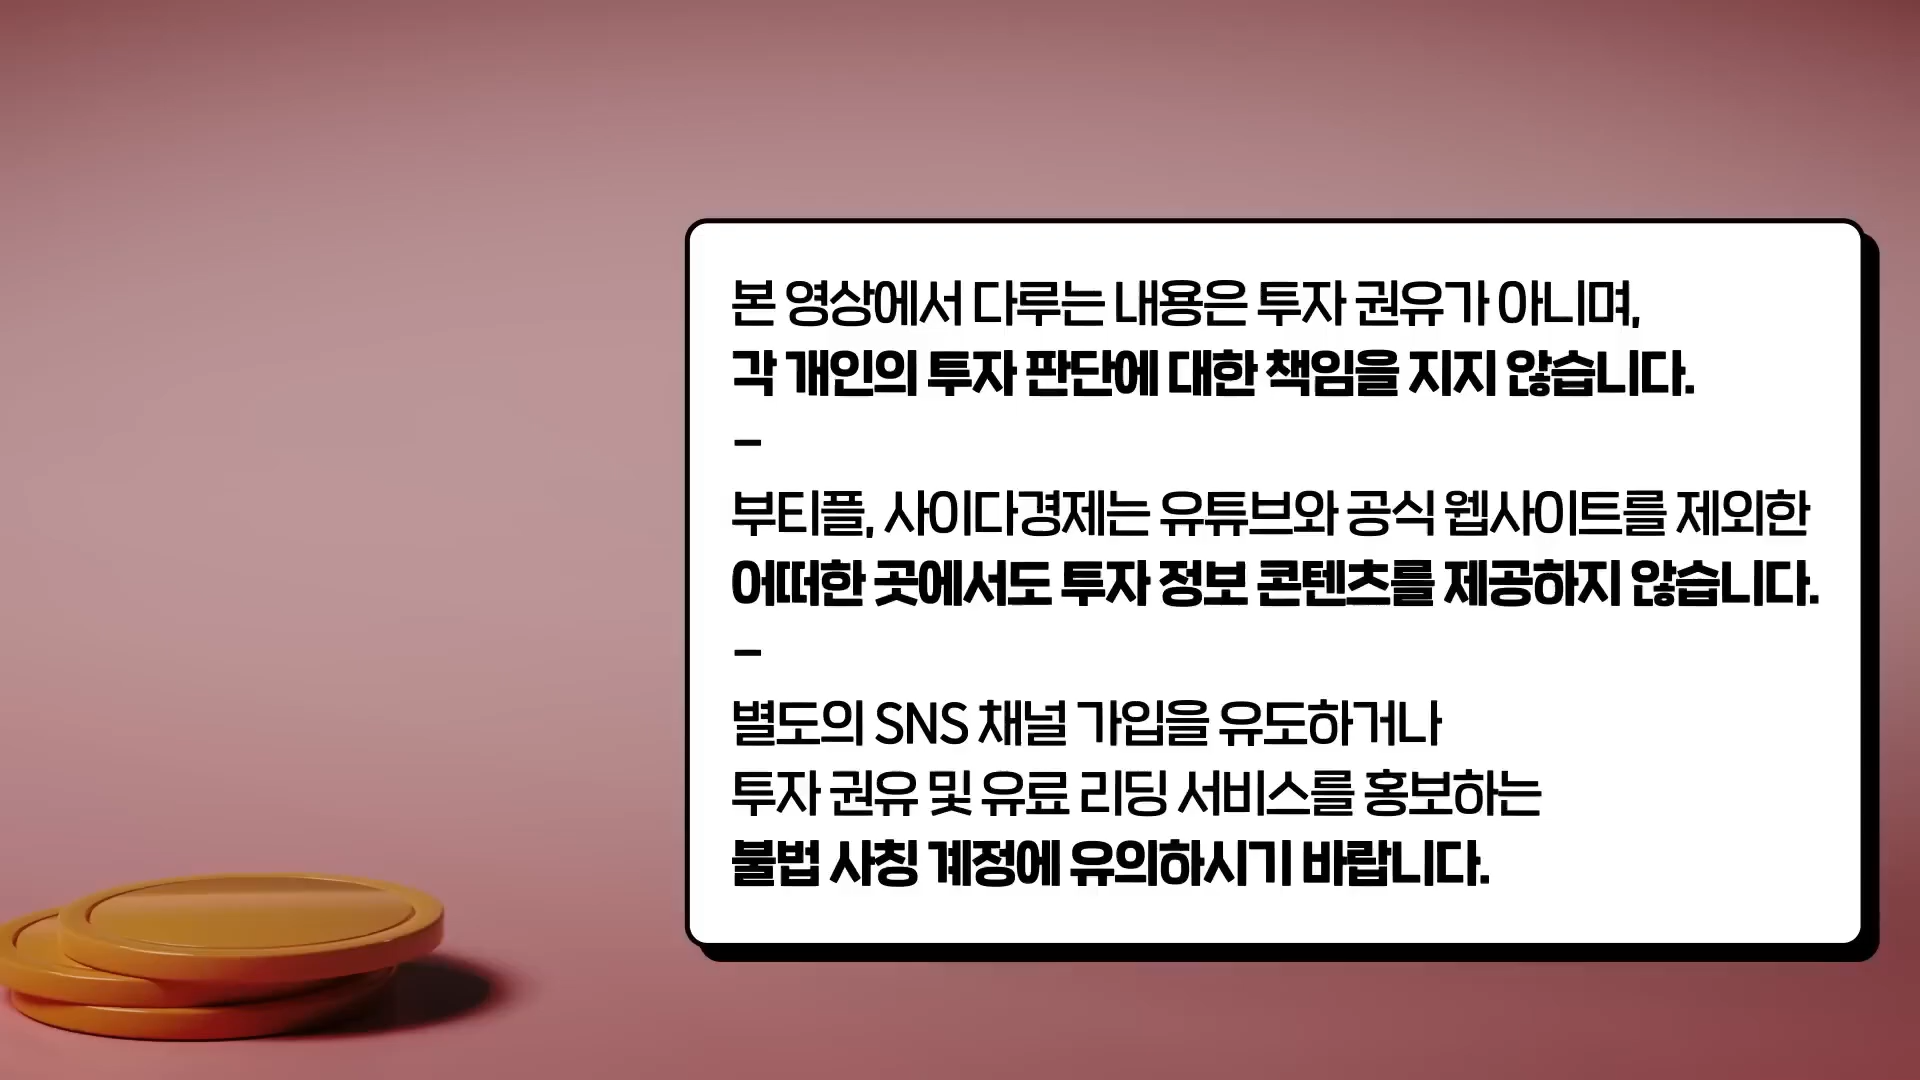 본 영상에서 다루는 내용은 투자 권유가 아니며,
각 개인의 투자 판단에 대한 책임을 지지 않습니다.
–
부티플, 사이다경제는 유튜브와 공식 웹사이트를 제외한
어떠한 곳에서도 투자 정보 콘텐츠를 제공하지 않습니다.
–
별도의 SNS 채널 가입을 유도하거나
투자 권유 및 유료 리딩 서비스를 홍보하는
불법 사칭 계정에 유의하시기 바랍니다.